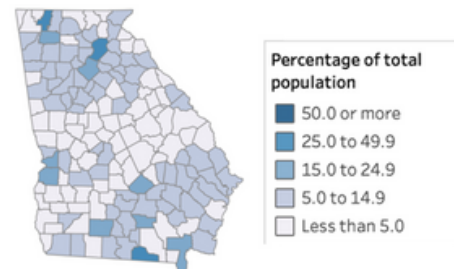 Percentage of total
population
50.0 or more
25.0 to 49.9
15.0 to 24.9
5.0 to 14.9
Less than 5.0